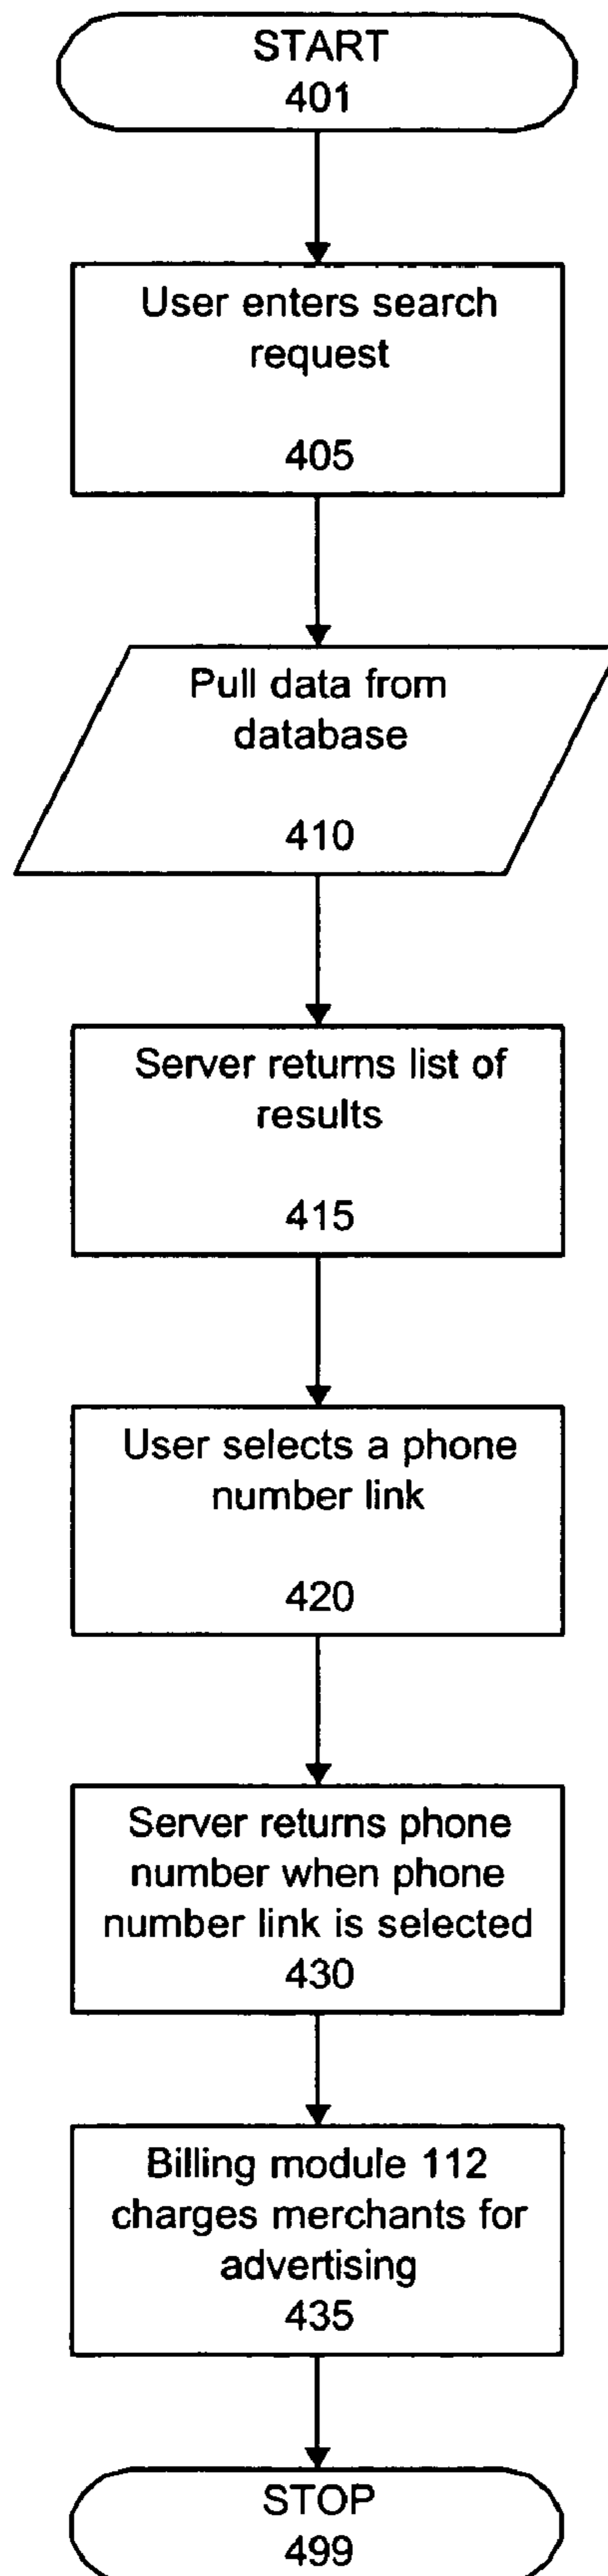 START
401
User enters search
request
405
Pull data from
database
410
Server returns list of
results
415
User selects a phone
number link
420
Server returns phone
number when phone
number link is selected
430
Billing module 112
charges merchants for
advertising
435
STOP
499